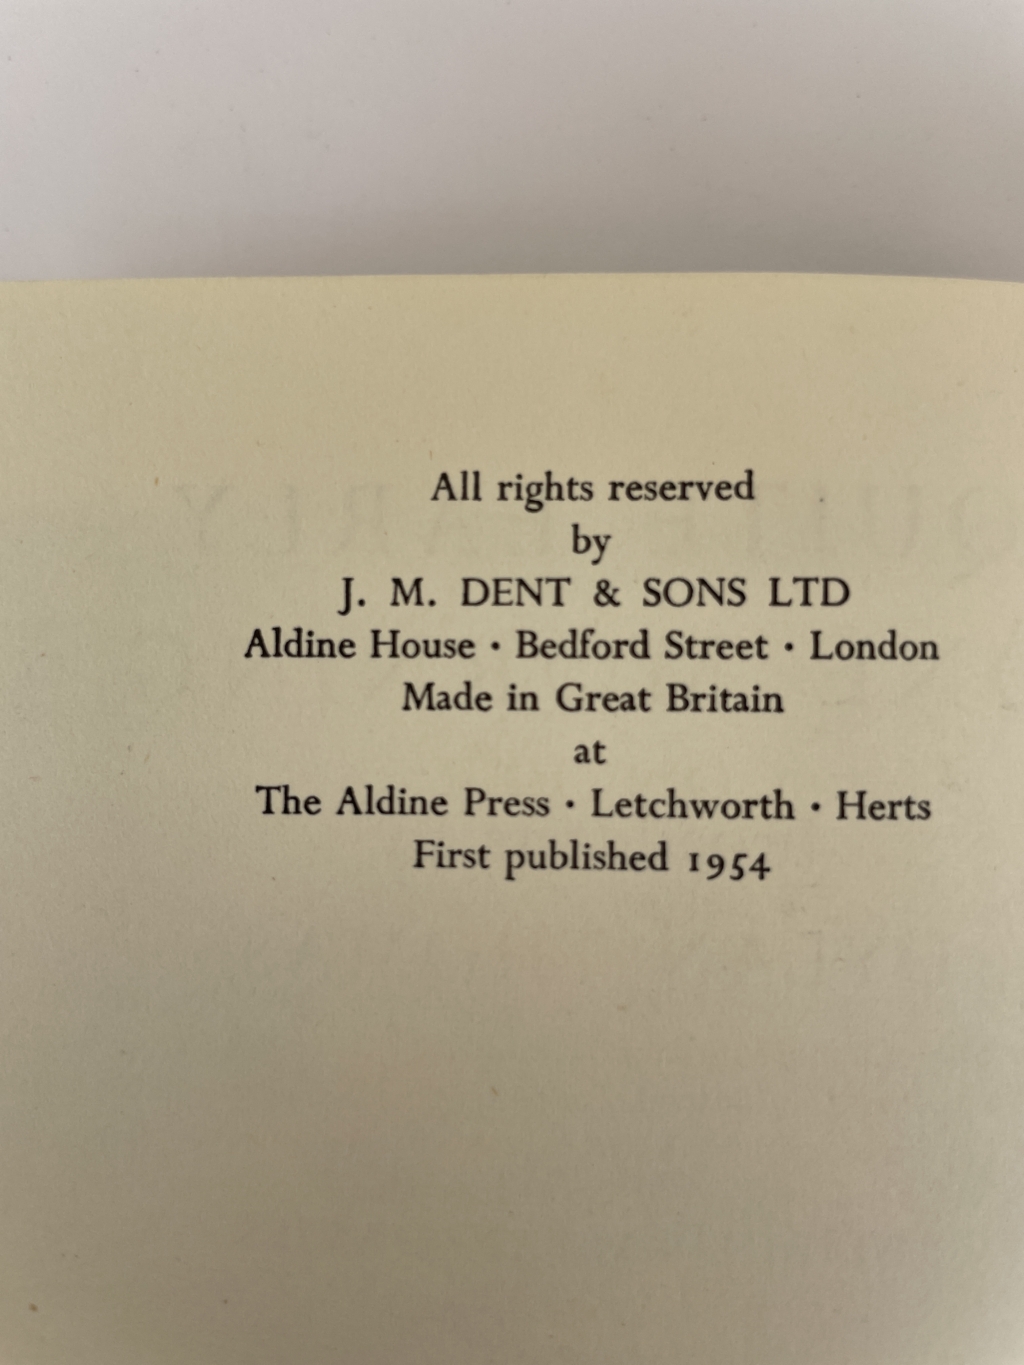 All rights reserved
by
J. M. DENT & SONS LTD
Aldine House · Bedford Street · London
Made in Great Britain
at
The Aldine Press · Letchworth · Herts
First published 1954